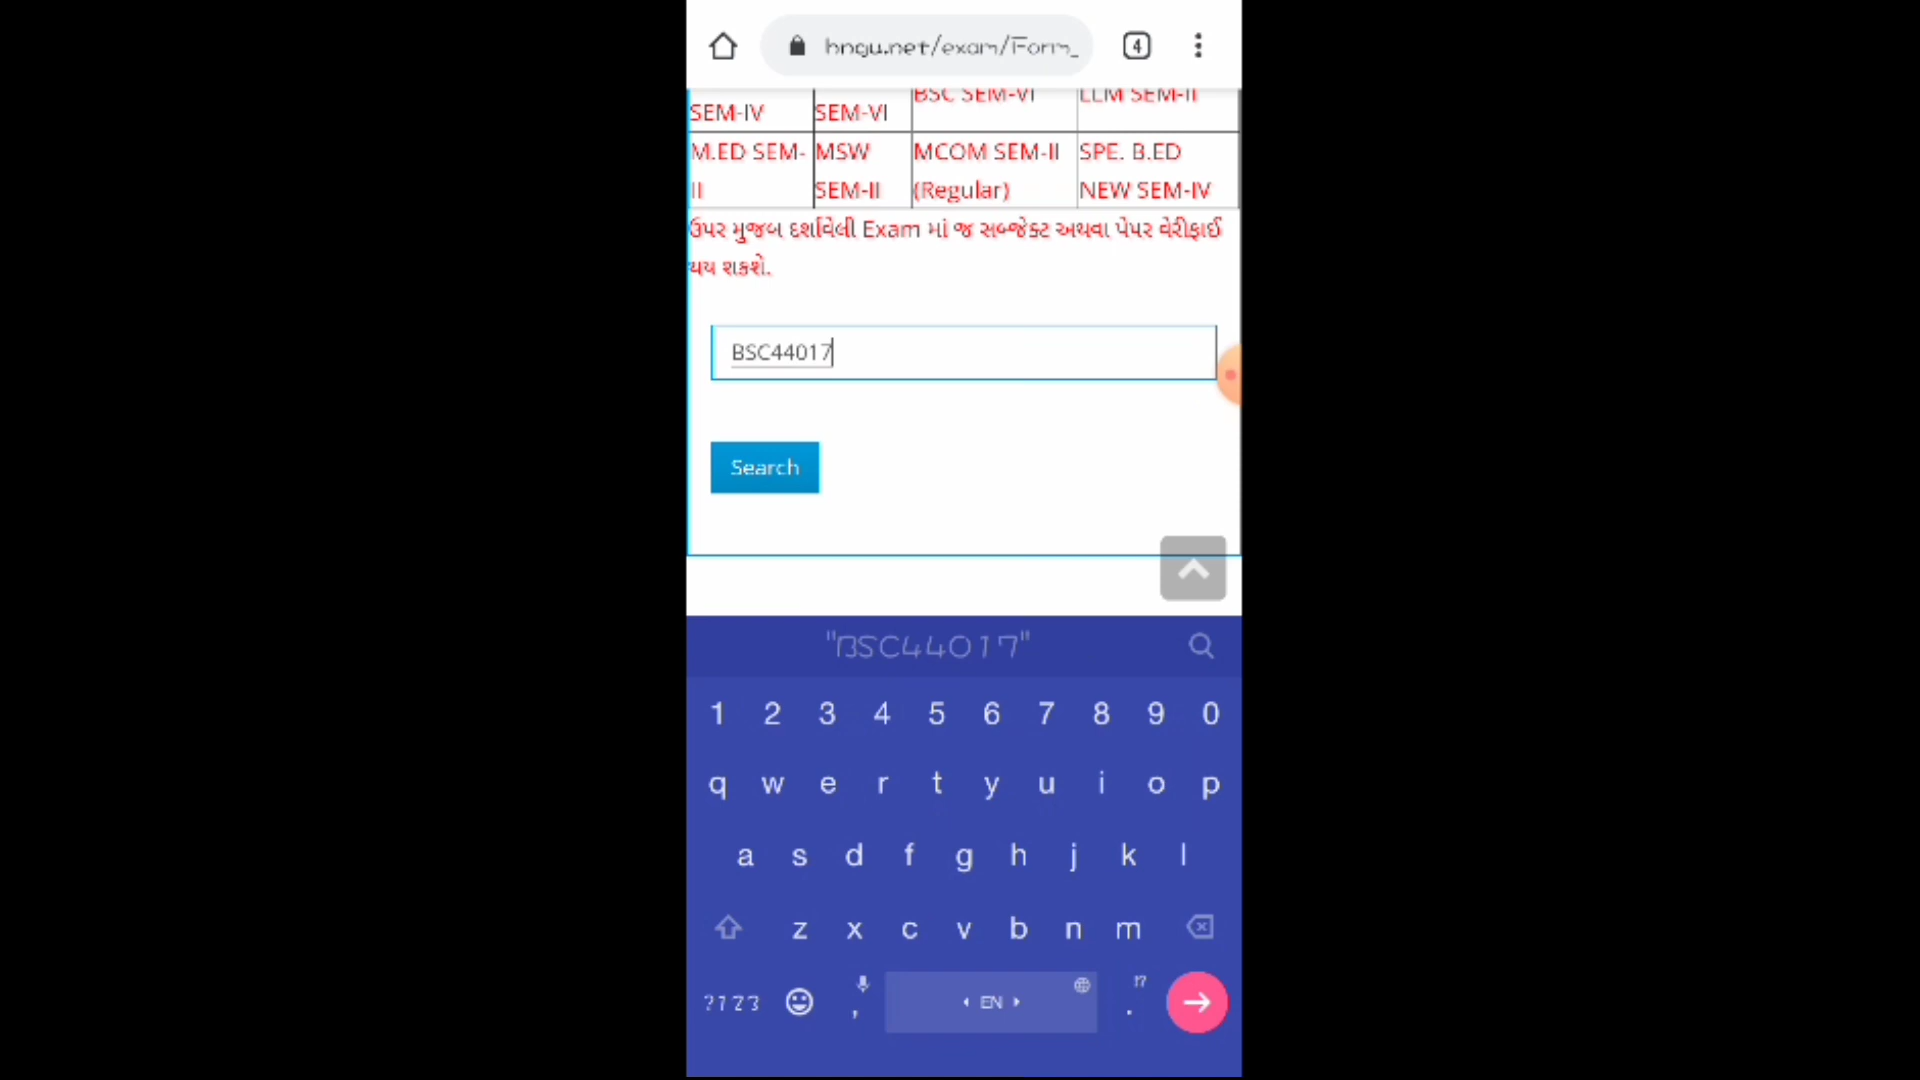 hngu.net/exam/Form_ 4
SEM-IV SEM-VI BSC SEM-VI LLM SEM-II
M.ED SEM- MSW MCOM SEM-II SPE. B.ED
II SEM-II (Regular) NEW SEM-IV
ઉપર મુજબ દર્શાવેલી Exam માં જ સબ્જેક્ટ અથવા પેપર વેરીફાઈ
થય શકશે.
BSC44017
Search
"BSC44017"
1 2 3 4 5 6 7 8 9 0
q w e r t y u i o p
a s d f g h j k l
z x c v b n m
?123 , EN . !?